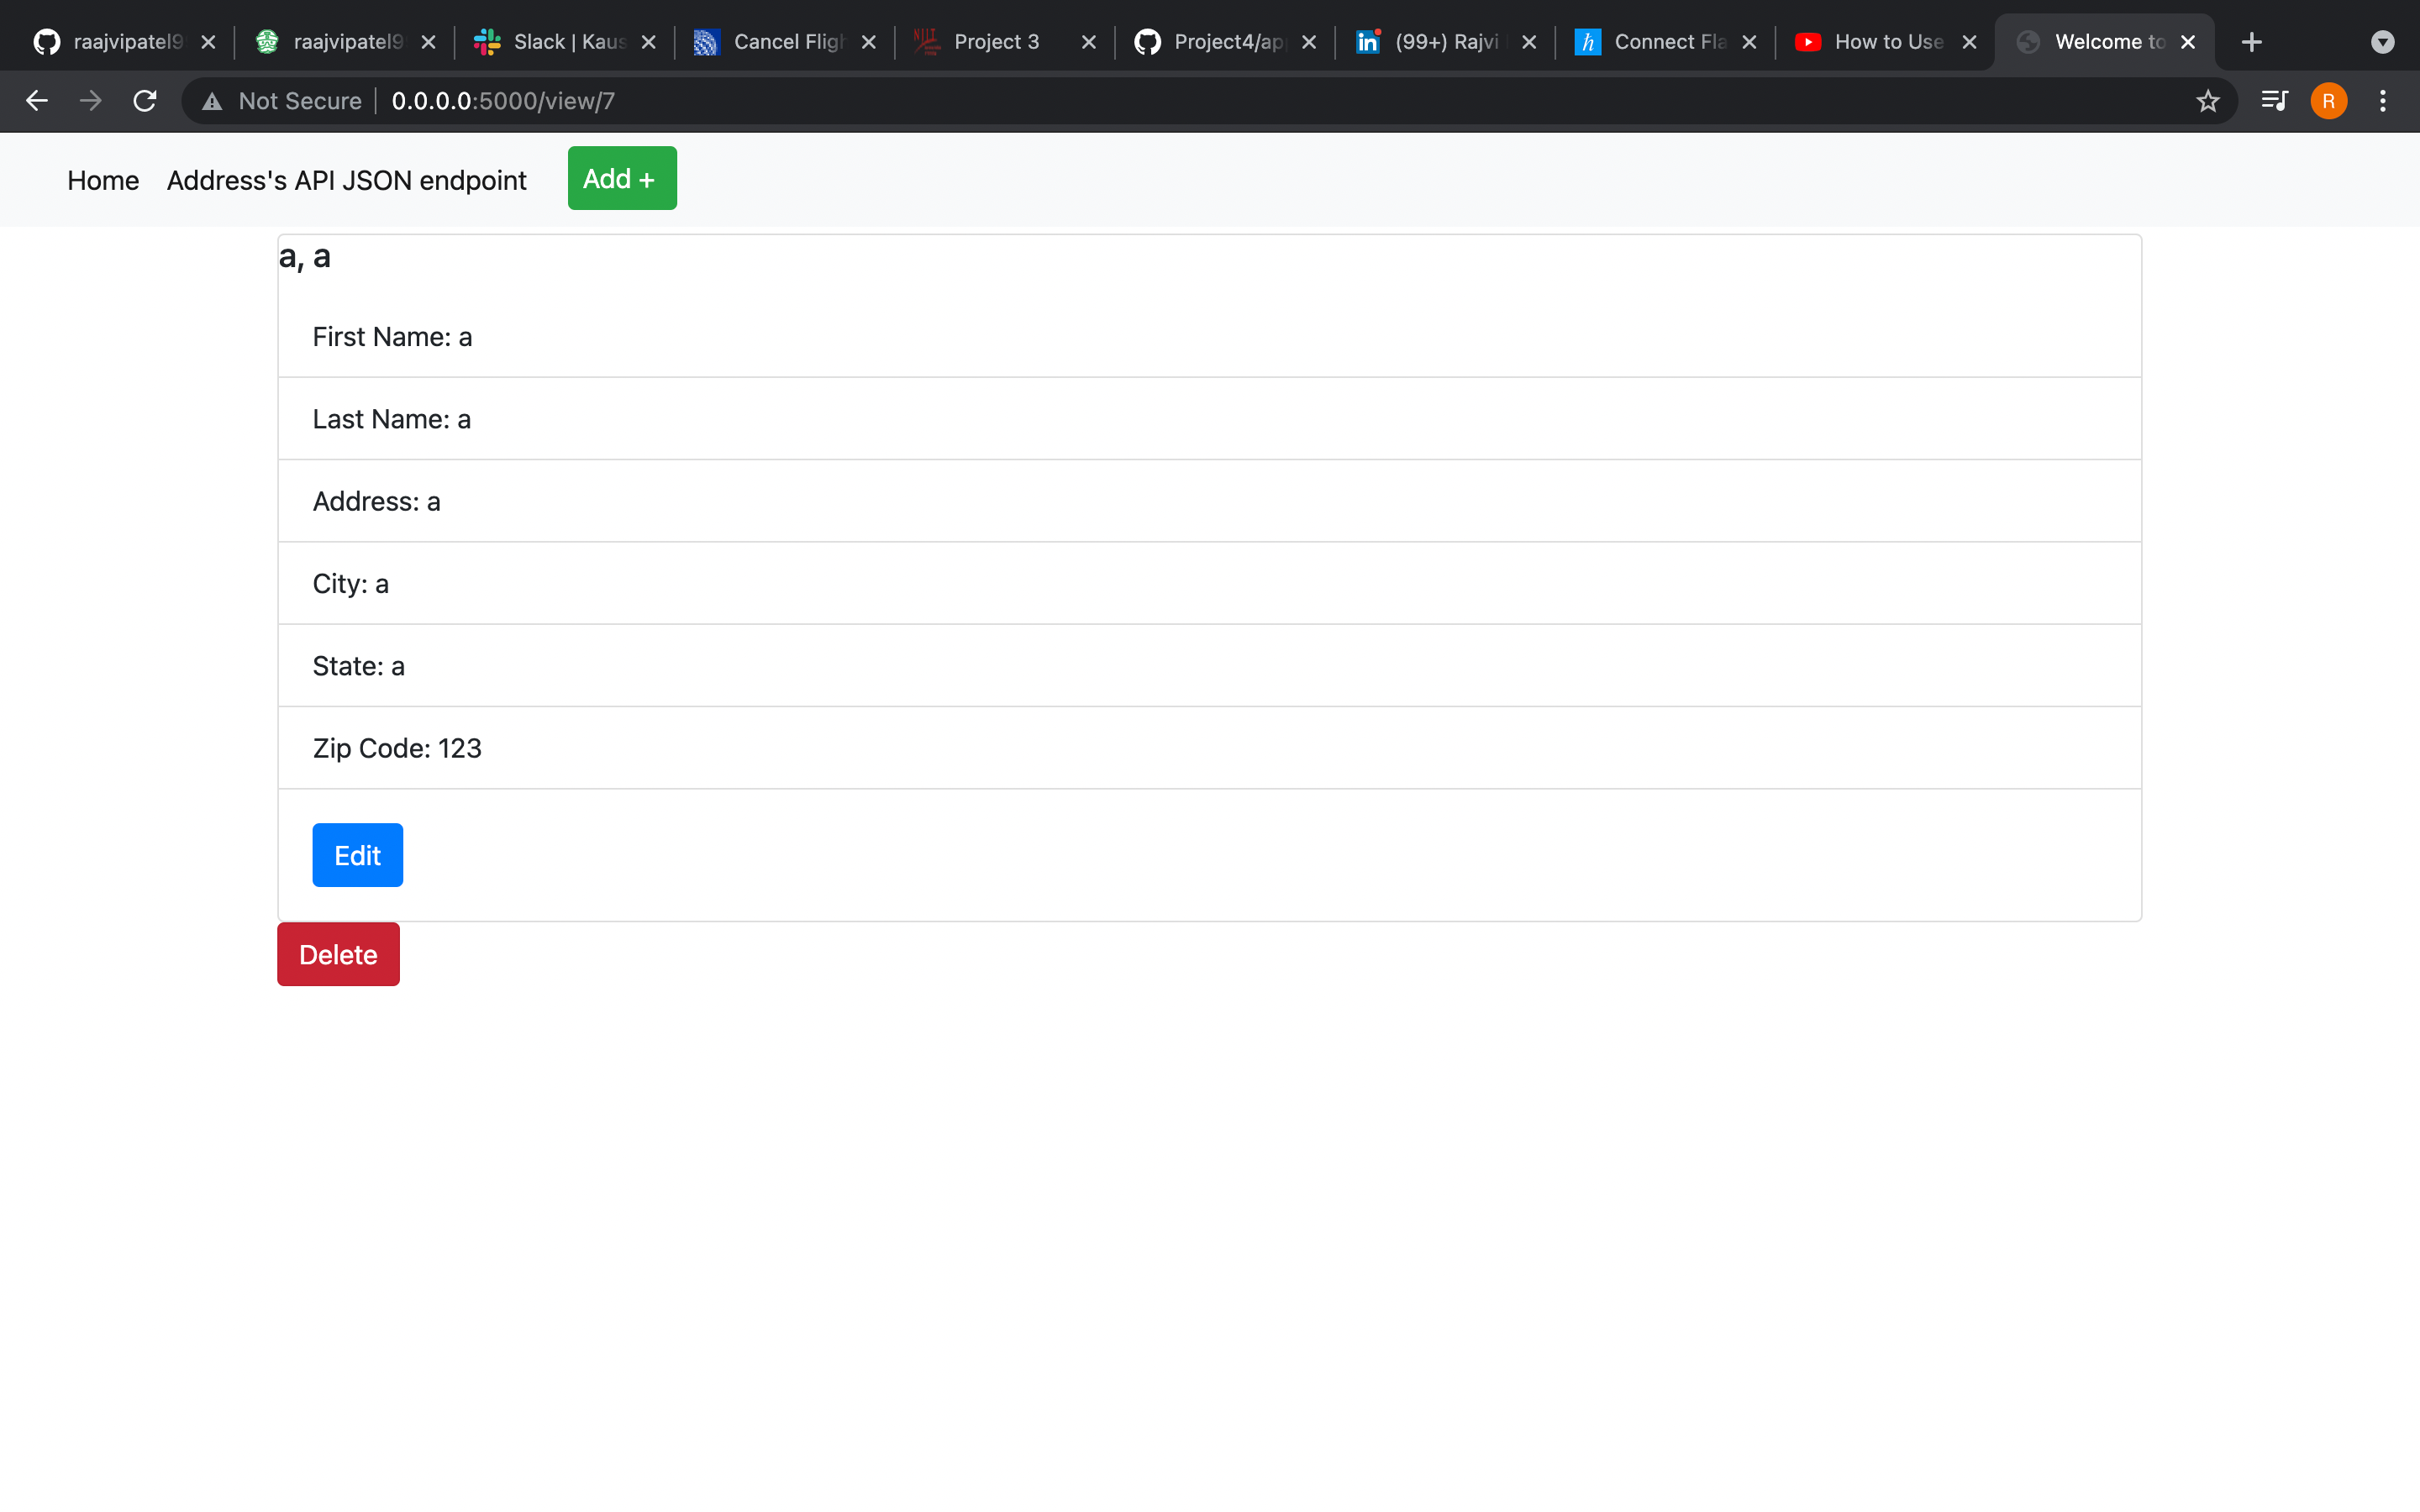 raajvipatel9 raajvipatel9 Slack | Kaus Cancel Fligh Project 3 Project4/ap (99+) Rajvi Connect Fla How to Use Welcome to
Not Secure 0.0.0.0:5000/view/7 R
Home Address's API JSON endpoint Add +
a, a
First Name: a
Last Name: a
Address: a
City: a
State: a
Zip Code: 123
Edit
Delete